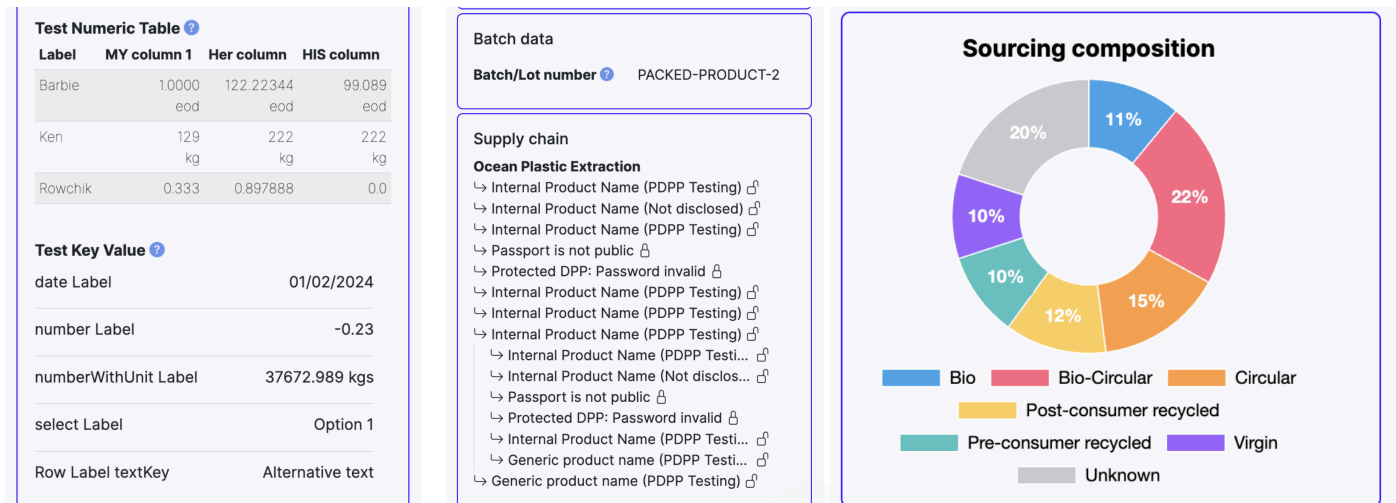 Test Numeric Table ?
Label MY column 1 Her column HIS column
Barbie 1.0000 122.22344 99.089
eod eod eod
Ken 129 222 222
kg kg kg
Rowchik 0.333 0.897888 0.0
Test Key Value ?
date Label 01/02/2024
number Label -0.23
numberWithUnit Label 37672.989 kgs
select Label Option 1
Row Label textKey Alternative text
Batch data
Batch/Lot number ? PACKED-PRODUCT-2
Supply chain
Ocean Plastic Extraction
↳ Internal Product Name (PDPP Testing)
↳ Internal Product Name (Not disclosed)
↳ Internal Product Name (PDPP Testing)
↳ Passport is not public
↳ Protected DPP: Password invalid
↳ Internal Product Name (PDPP Testing)
↳ Internal Product Name (PDPP Testing)
↳ Internal Product Name (PDPP Testing)
↳ Internal Product Name (PDPP Testi...
↳ Internal Product Name (Not disclos...
↳ Passport is not public
↳ Protected DPP: Password invalid
↳ Internal Product Name (PDPP Testi...
↳ Generic product name (PDPP Testi...
↳ Generic product name (PDPP Testing)
Sourcing composition
11%
22%
15%
12%
10%
10%
20%
Bio Bio-Circular Circular
Post-consumer recycled
Pre-consumer recycled Virgin
Unknown